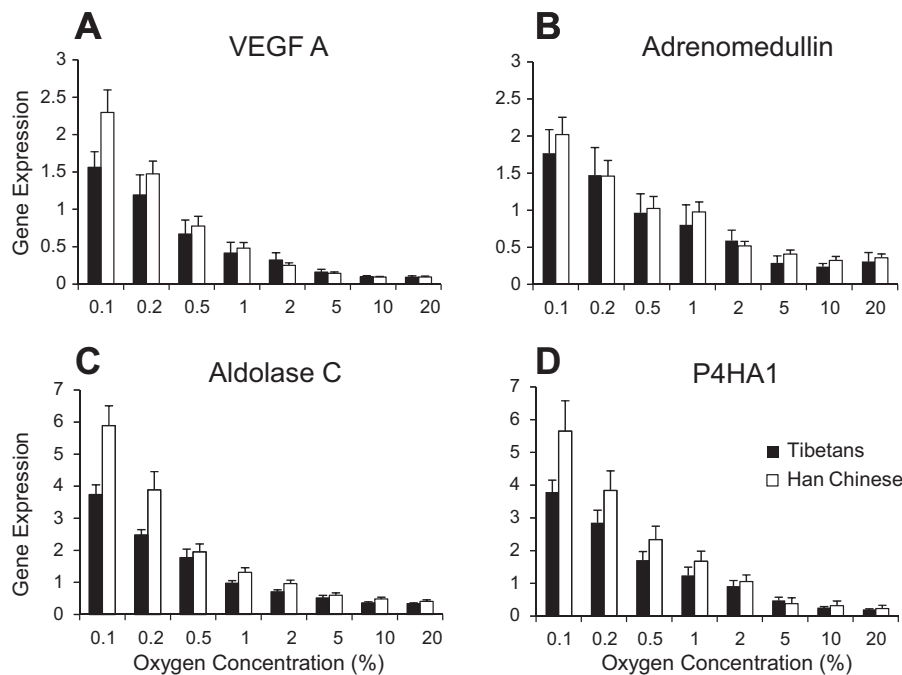 A
VEGF A
Gene Expression
3
2.5
2
1.5
1
0.5
0
0.1 0.2 0.5 1 2 5 10 20
B
Adrenomedullin
3
2.5
2
1.5
1
0.5
0
0.1 0.2 0.5 1 2 5 10 20
C
Aldolase C
Gene Expression
7
6
5
4
3
2
1
0
0.1 0.2 0.5 1 2 5 10 20
Oxygen Concentration (%)
D
P4HA1
7
6
5
4
3
2
1
0
Tibetans
Han Chinese
0.1 0.2 0.5 1 2 5 10 20
Oxygen Concentration (%)